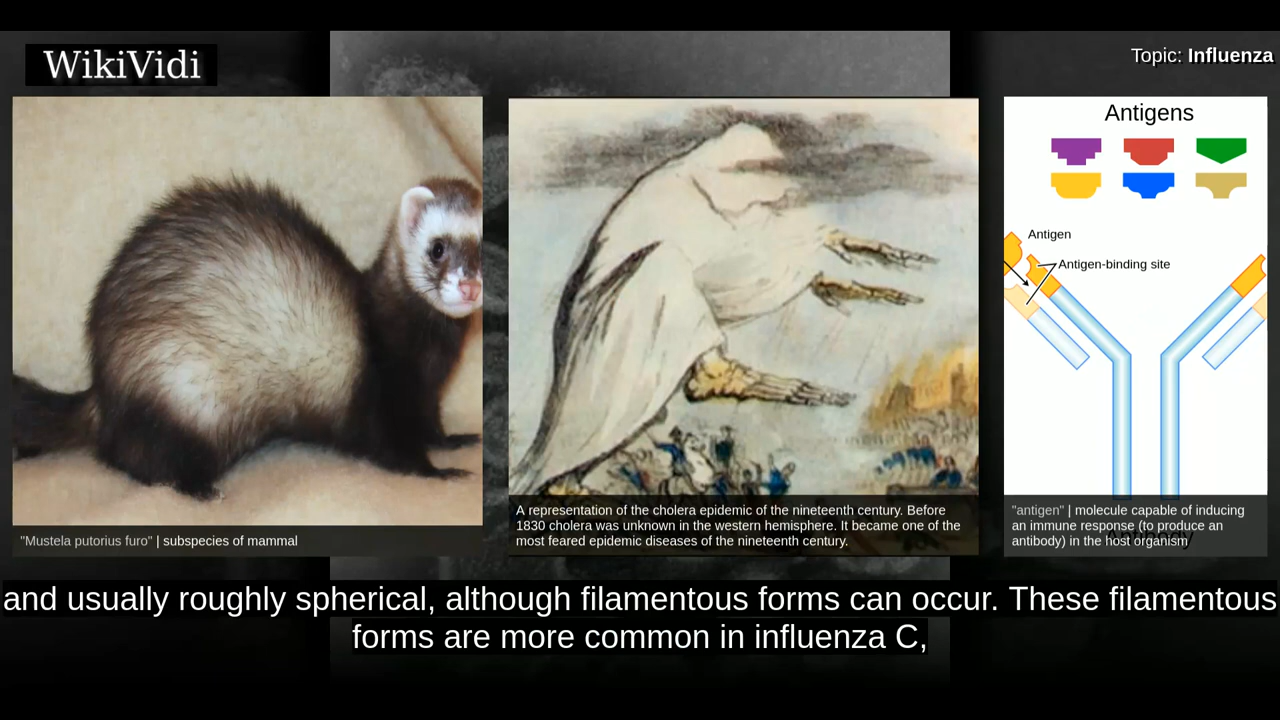 WikiVidi
Topic: Influenza
Antigens
Antigen
Antigen-binding site
"Mustela putorius furo" | subspecies of mammal
A representation of the cholera epidemic of the nineteenth century. Before
1830 cholera was unknown in the western hemisphere. It became one of the
most feared epidemic diseases of the nineteenth century.
"antigen" | molecule capable of inducing
an immune response (to produce an
antibody) in the host organism
Antibody
and usually roughly spherical, although filamentous forms can occur. These filamentous
forms are more common in influenza C,